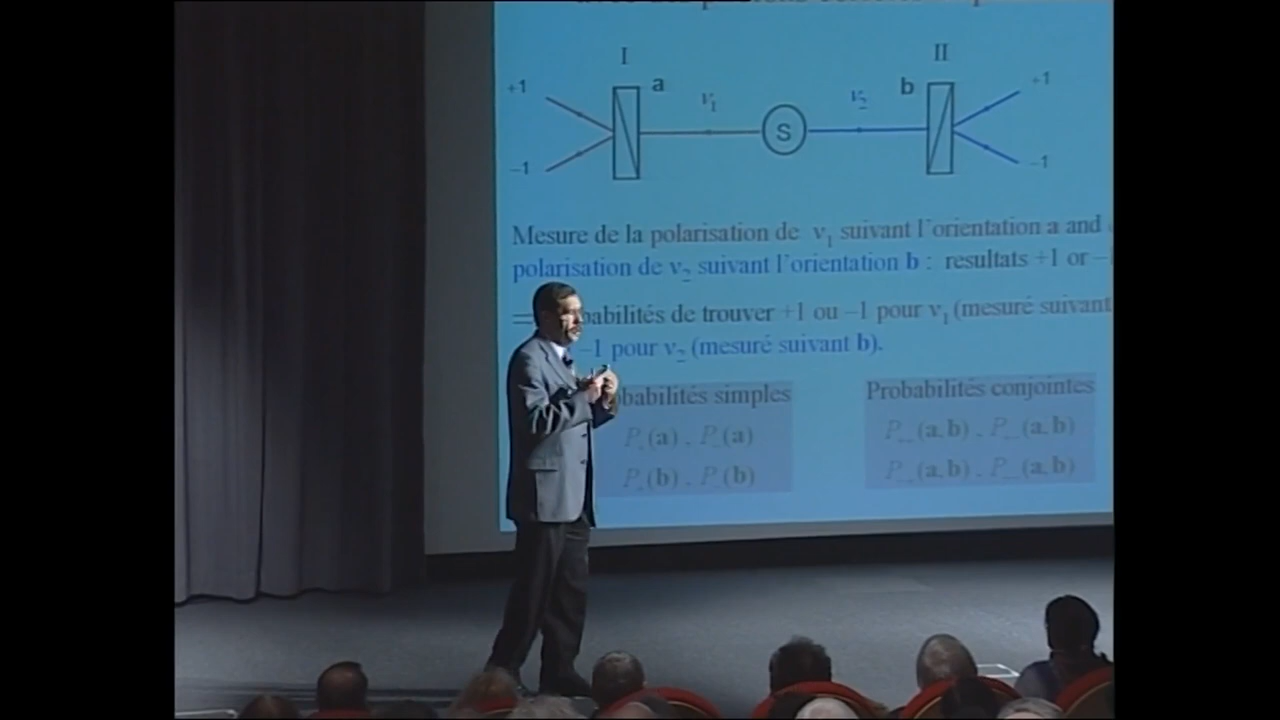 I II
+1 a ν₁ S ν₂ b +1
−1 −1
Mesure de la polarisation de ν₁ suivant l'orientation a and
polarisation de ν₂ suivant l'orientation b : resultats +1 or −1
babilités de trouver +1 ou −1 pour ν₁ (mesuré suivant
−1 pour ν₂ (mesuré suivant b).
babilités simples Probabilités conjointes
(a) (a) (a,b) (a,b)
(b) (b) (a,b) (a,b)